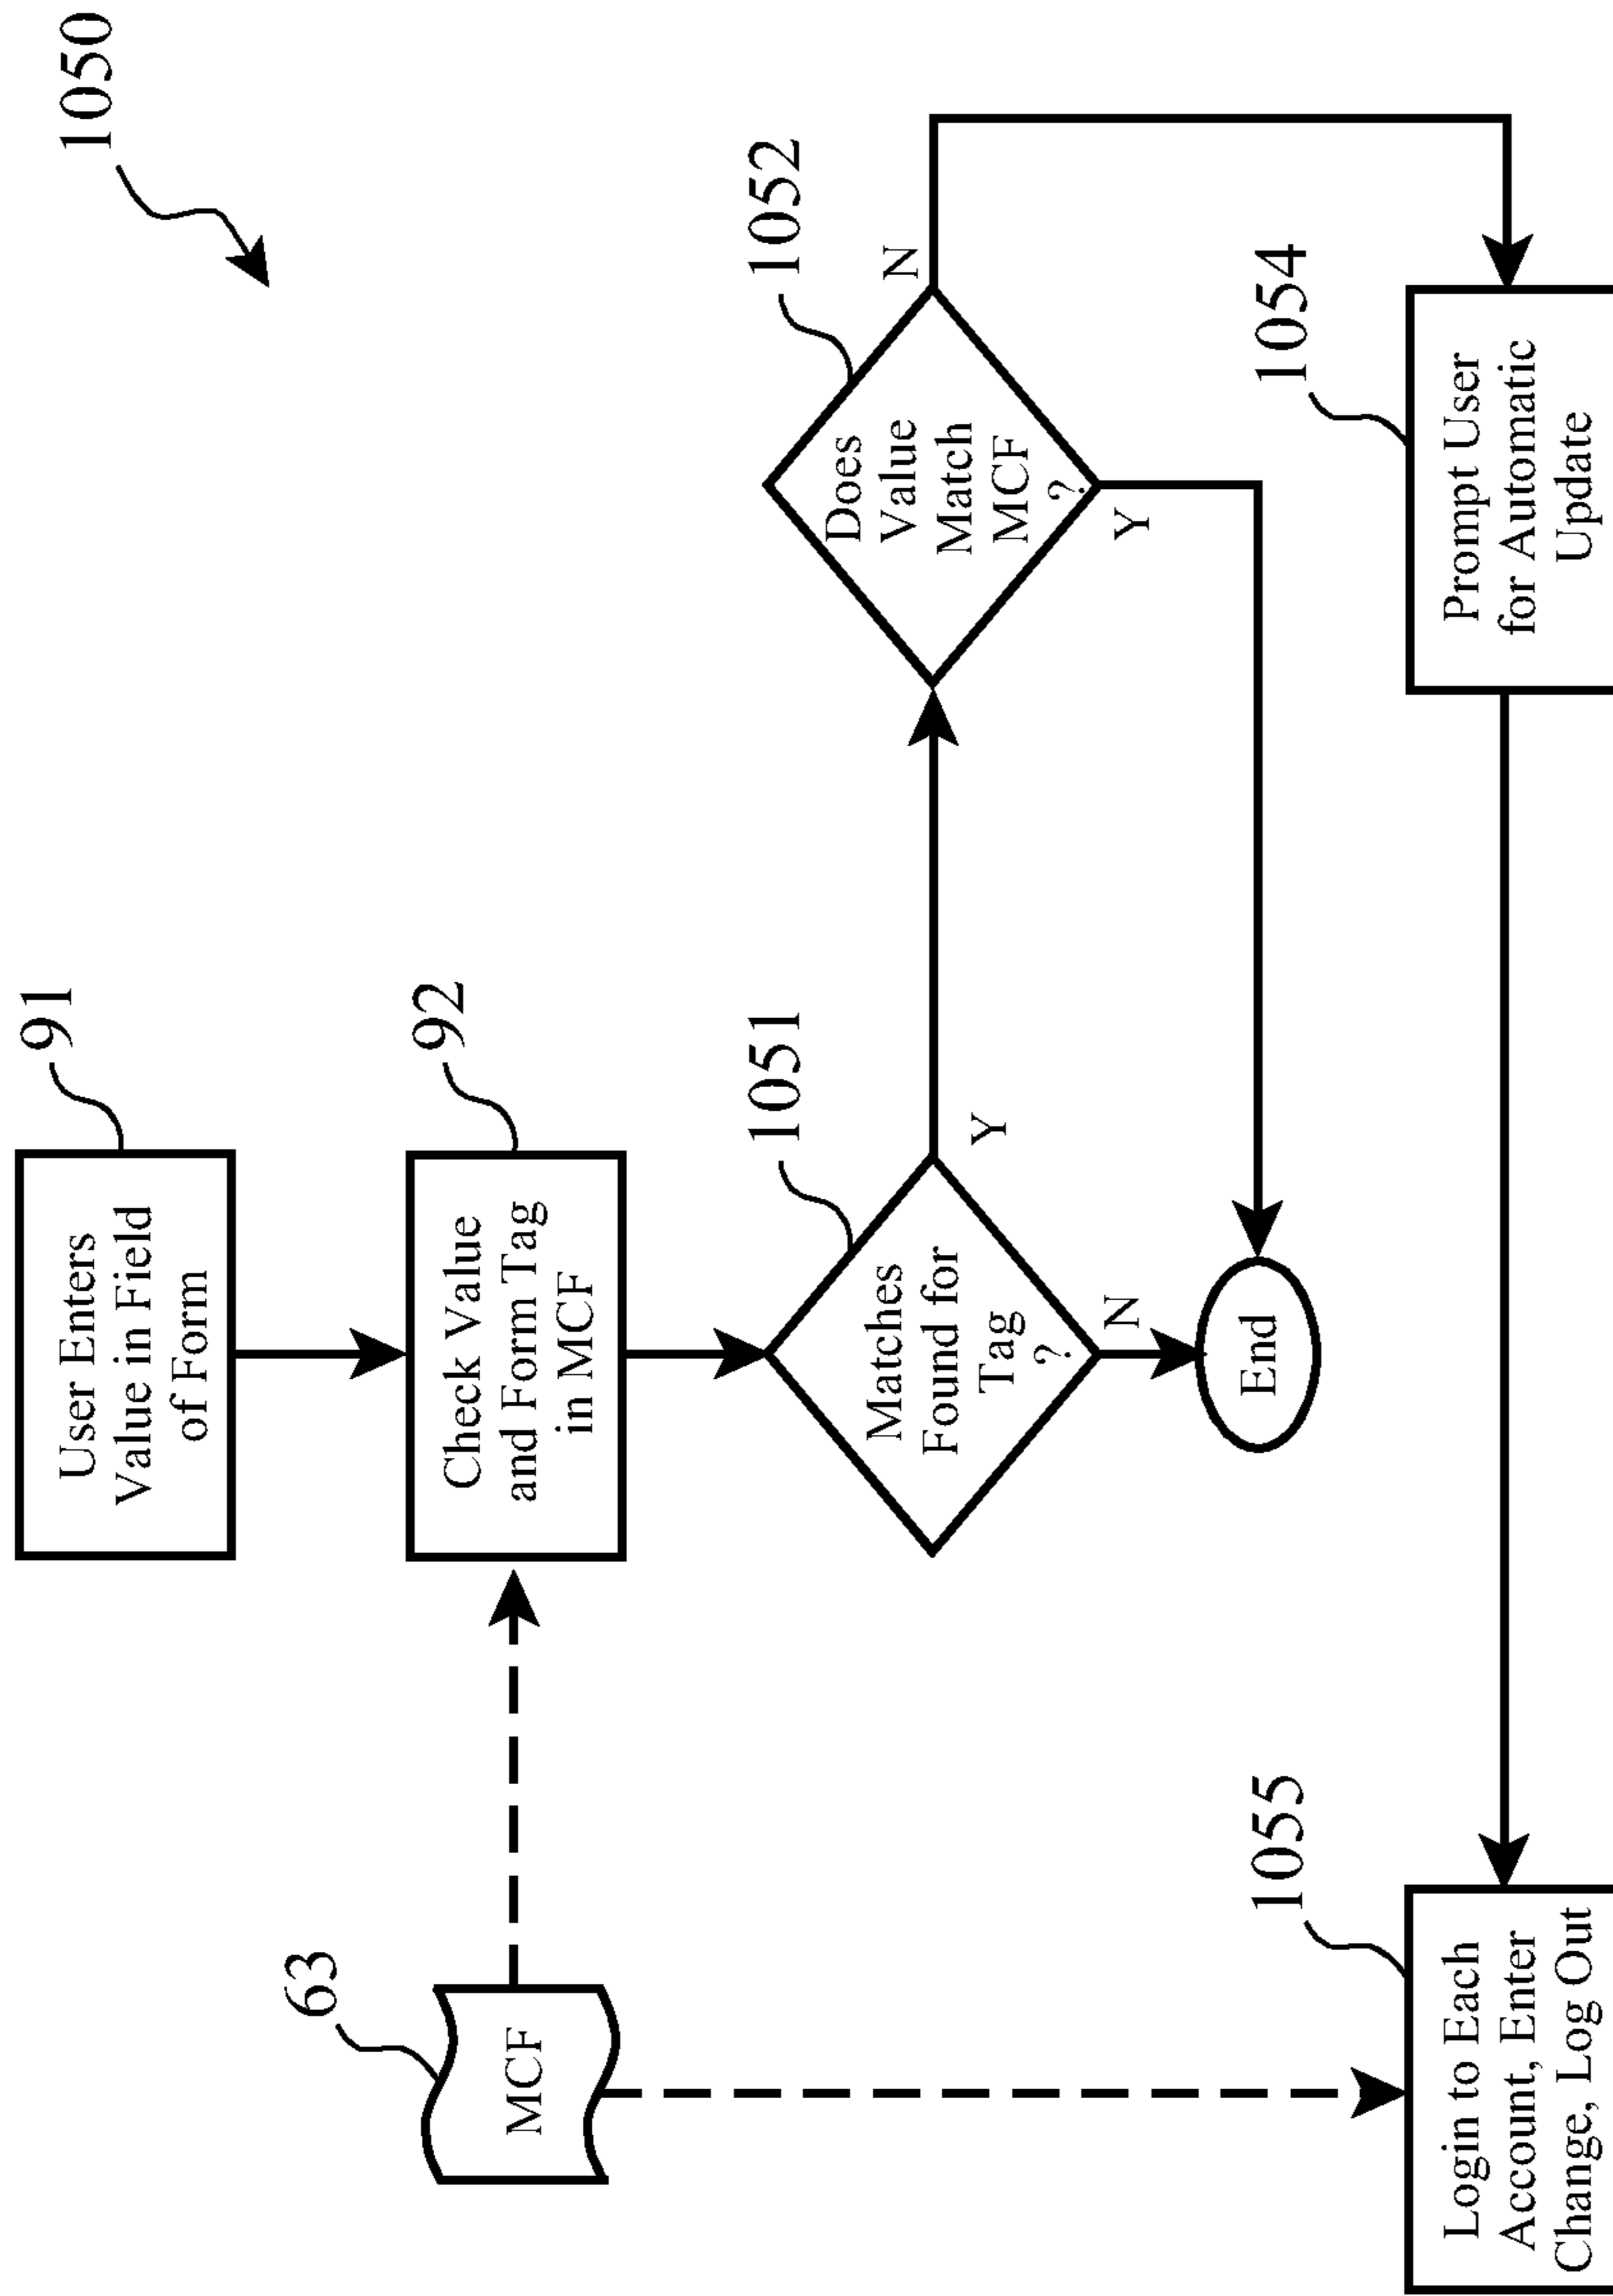 1050
91
User Enters
Value in Field
of Form
92
Check Value
and Form Tag
in MCF
63
MCF
1051
Matches
Found for
Tag
?
Y
N
1052
Does
Value
Match
MCF
?
N
Y
End
1054
Prompt User
for Automatic
Update
1055
Login to Each
Account, Enter
Change, Log Out